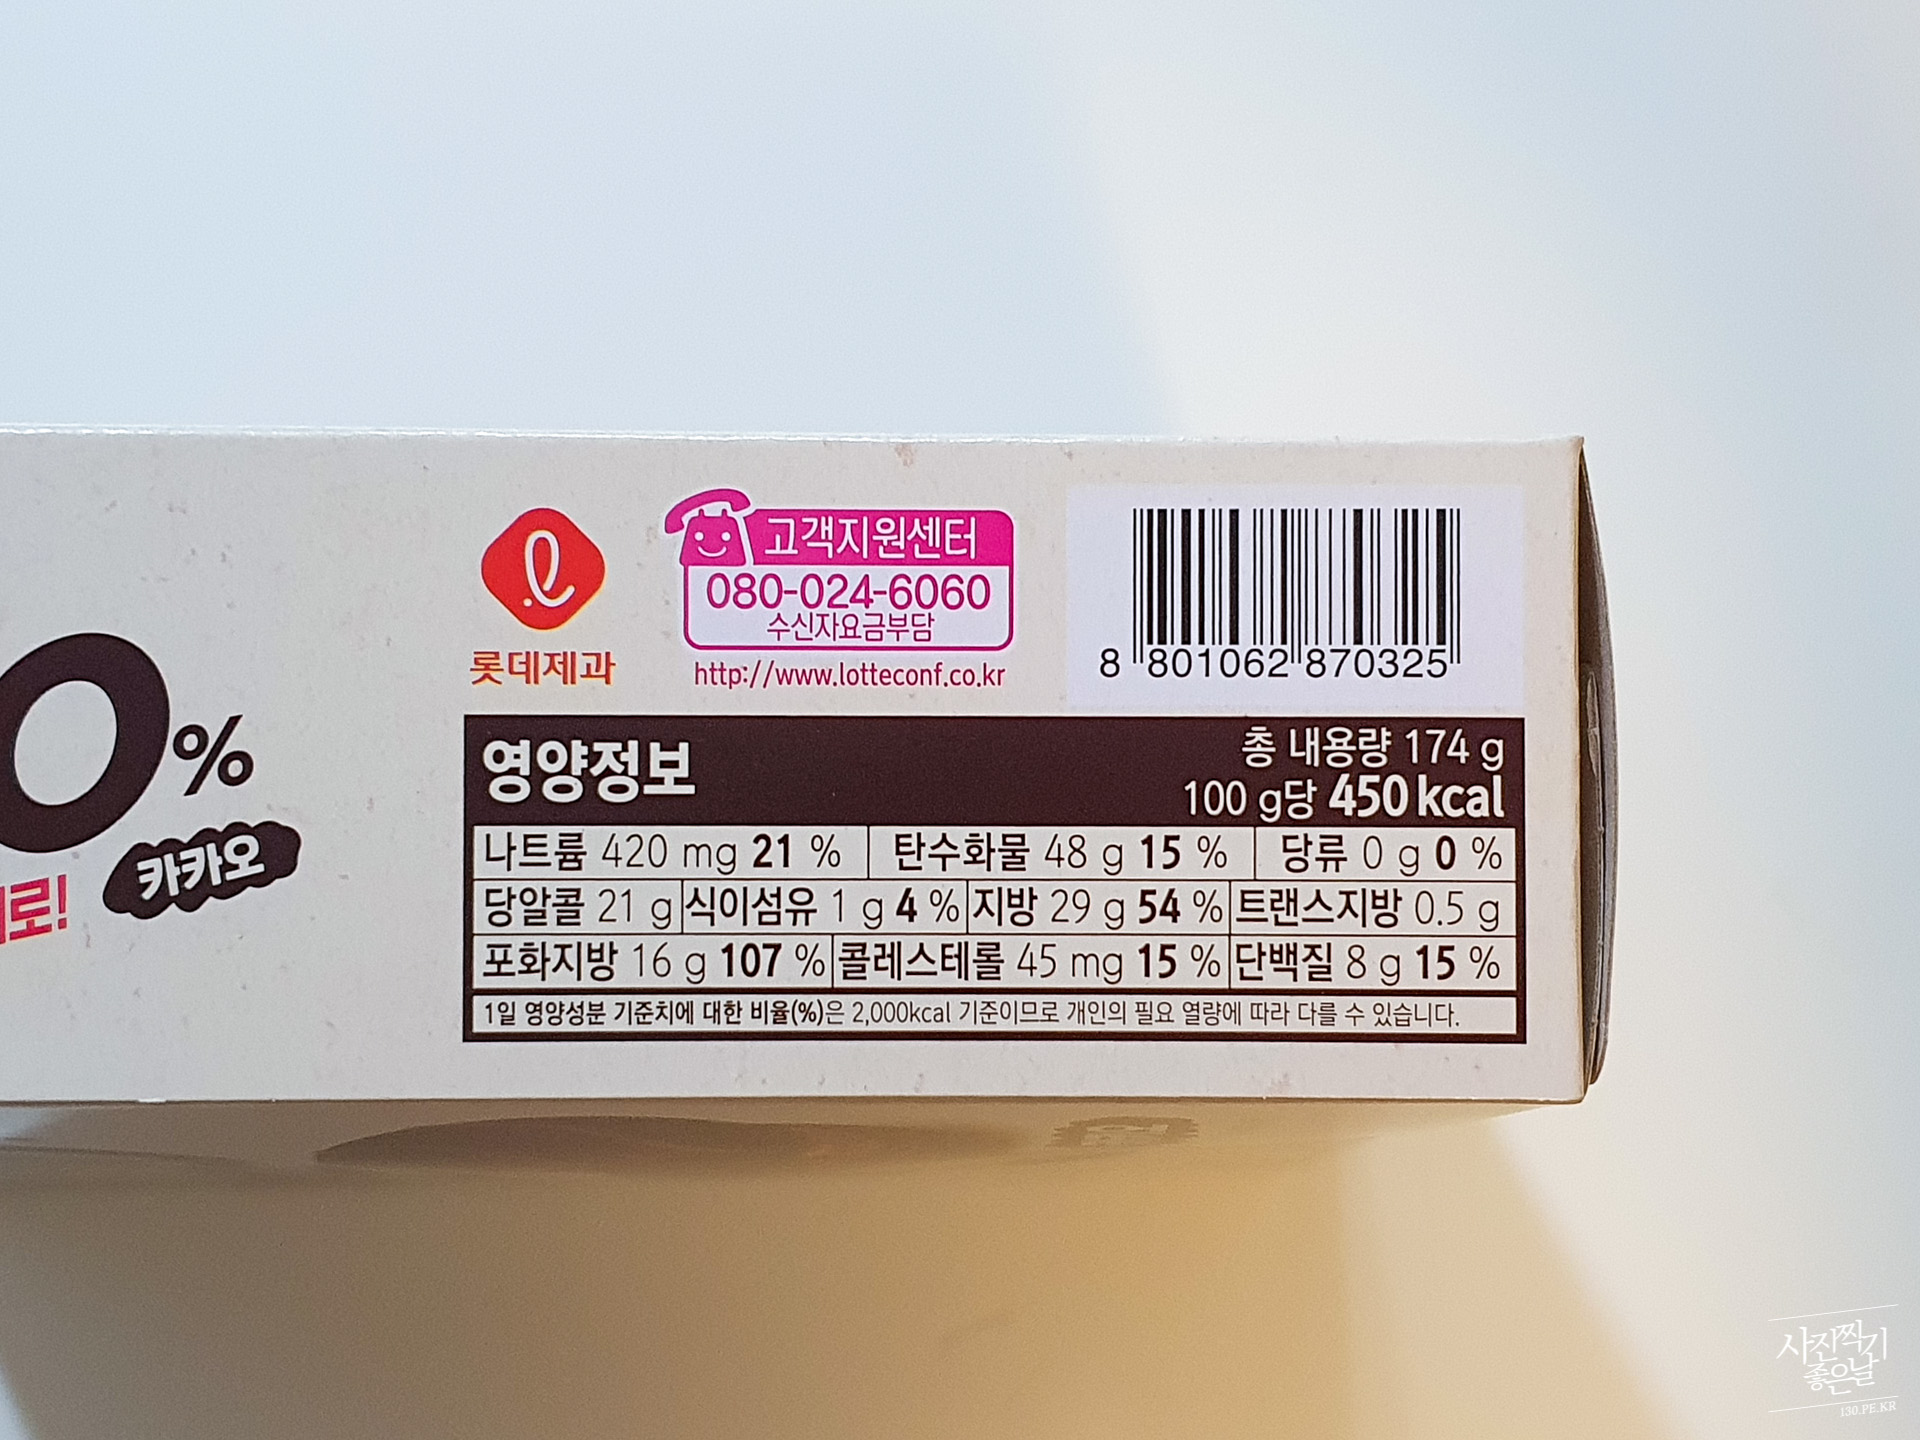 고객지원센터
080-024-6060
수신자요금부담
http://www.lotteconf.co.kr
롯데제과
8 801062 870325
0%
카카오
로!
영양정보
총 내용량 174 g
100 g당 450 kcal
나트륨 420 mg 21 % 탄수화물 48 g 15 % 당류 0 g 0 %
당알콜 21 g 식이섬유 1 g 4 % 지방 29 g 54 % 트랜스지방 0.5 g
포화지방 16 g 107 % 콜레스테롤 45 mg 15 % 단백질 8 g 15 %
1일 영양성분 기준치에 대한 비율(%)은 2,000kcal 기준이므로 개인의 필요 열량에 따라 다를 수 있습니다.
사진찍기
좋은날
130.PE.KR